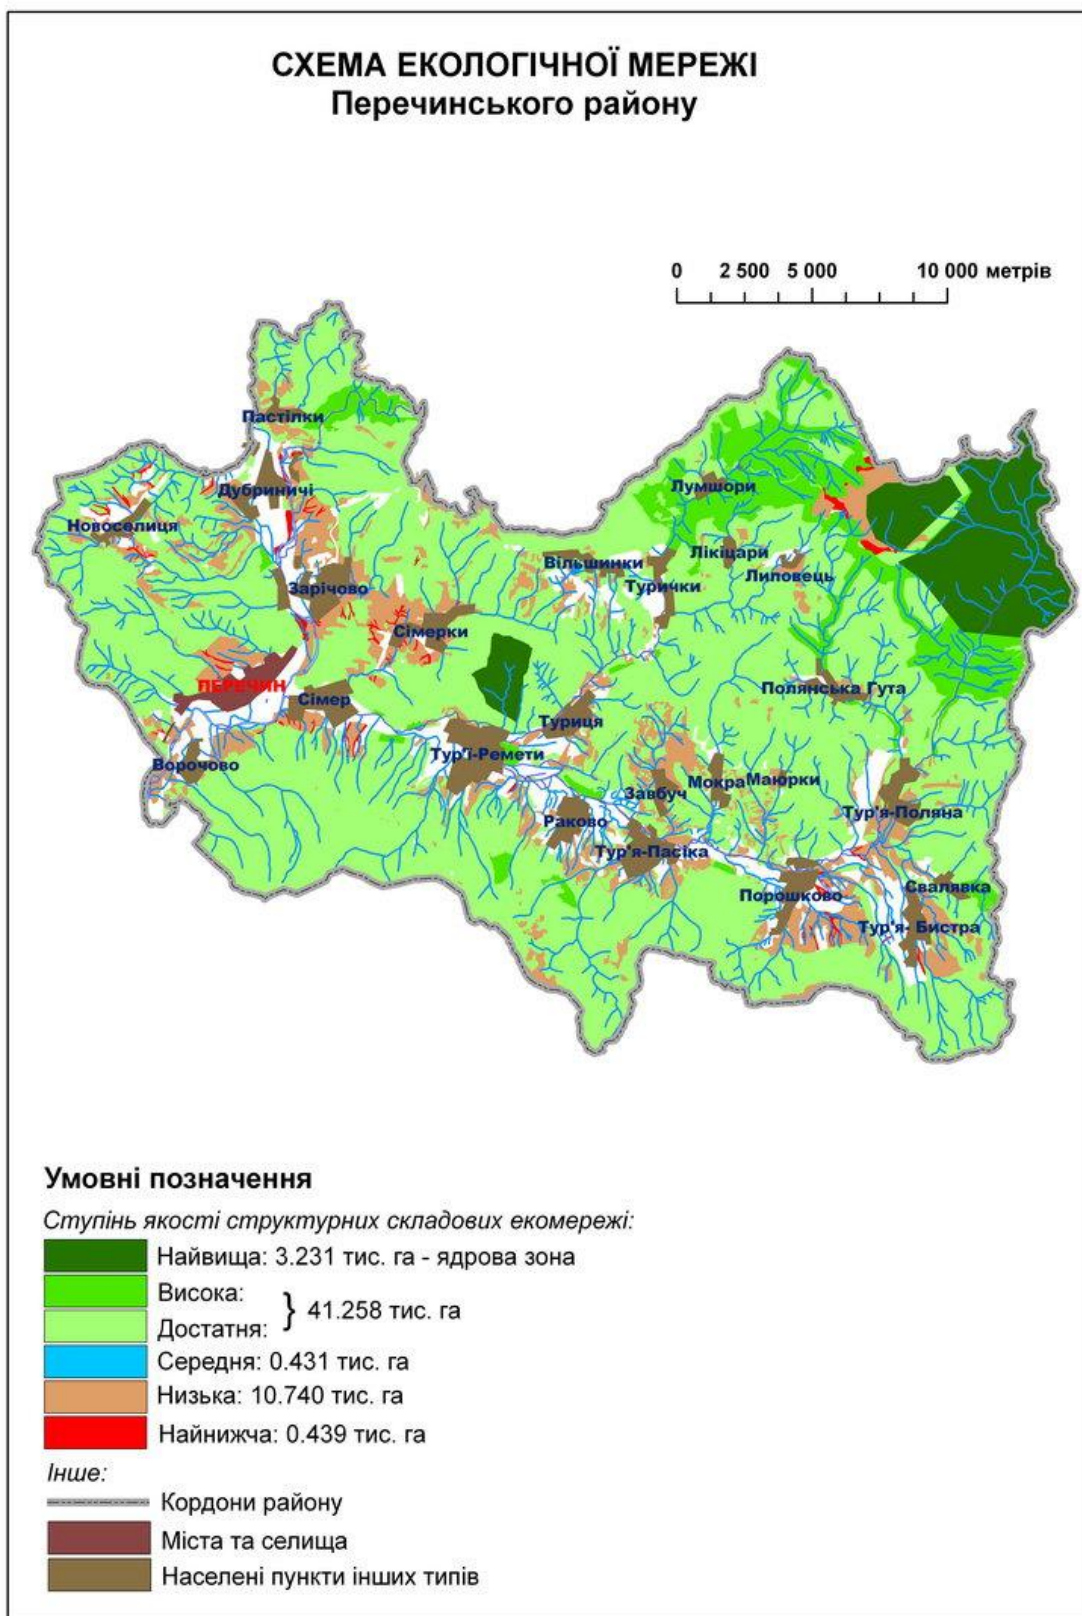 СХЕМА ЕКОЛОГІЧНОЇ МЕРЕЖІ
Перечинського району
0 2 500 5 000 10 000 метрів
Пастілки
Дубриничі
Новоселиця
Лумшори
Лікіцари
Вільшинки
Липовець
Турички
Зарічово
Сімерки
ПЕРЕЧИН
Полянська Гута
Сімер
Туриця
Тур'ї-Ремети
Ворочово
Мокра
Маюрки
Завбуч
Тур'я-Поляна
Раково
Тур'я-Пасіка
Свалявка
Порошково
Тур'я- Бистра
Умовні позначення
Ступінь якості структурних складових екомережі:
Найвища: 3.231 тис. га - ядрова зона
Висока:
} 41.258 тис. га
Достатня:
Середня: 0.431 тис. га
Низька: 10.740 тис. га
Найнижча: 0.439 тис. га
Інше:
Кордони району
Міста та селища
Населені пункти інших типів